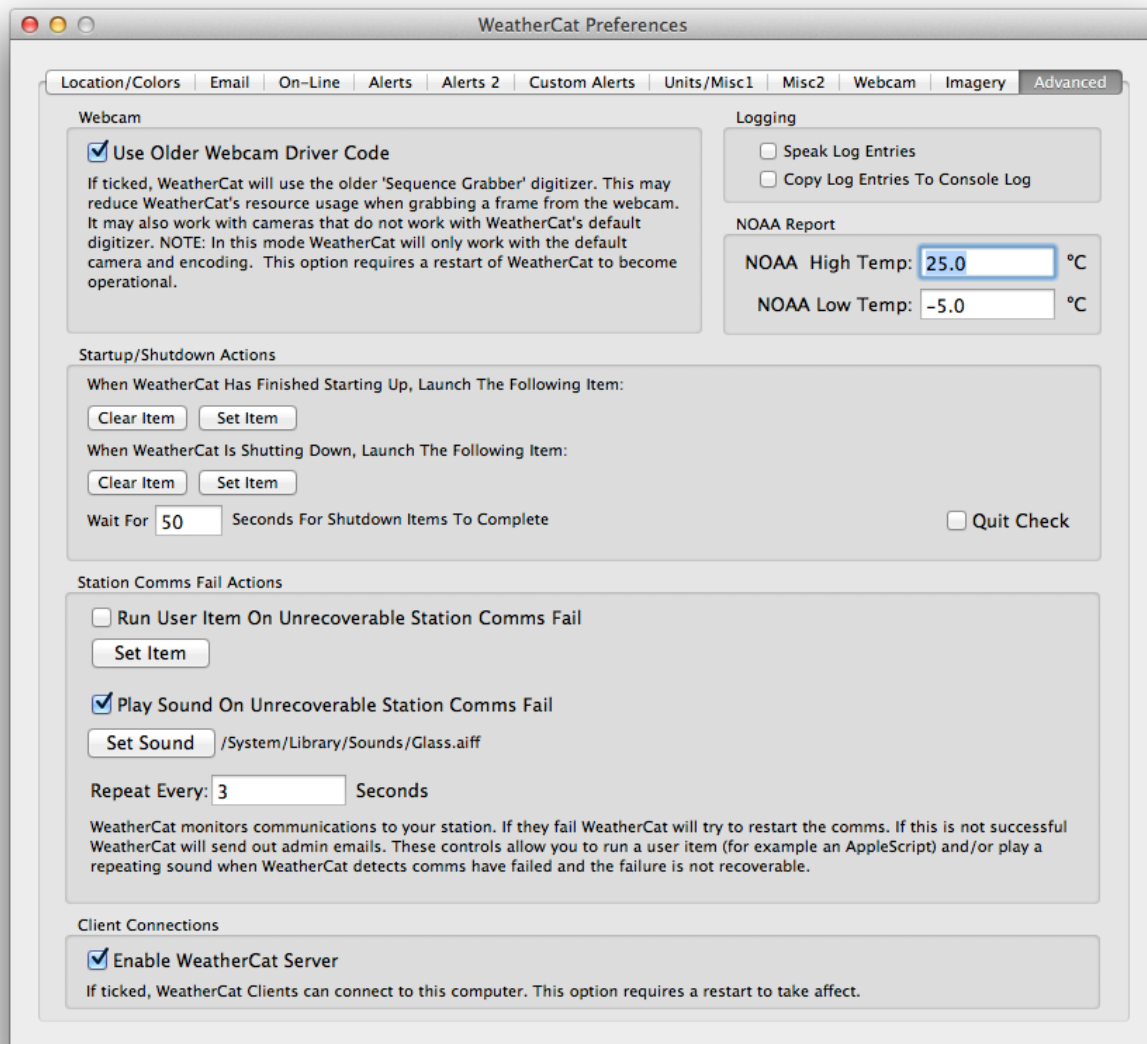 WeatherCat Preferences
Location/Colors Email On-Line Alerts Alerts 2 Custom Alerts Units/Misc1 Misc2 Webcam Imagery Advanced
Webcam
Use Older Webcam Driver Code
If ticked, WeatherCat will use the older 'Sequence Grabber' digitizer. This may
reduce WeatherCat's resource usage when grabbing a frame from the webcam.
It may also work with cameras that do not work with WeatherCat's default
digitizer. NOTE: In this mode WeatherCat will only work with the default
camera and encoding. This option requires a restart of WeatherCat to become
operational.
Logging
Speak Log Entries
Copy Log Entries To Console Log
NOAA Report
NOAA High Temp: 25.0 °C
NOAA Low Temp: -5.0 °C
Startup/Shutdown Actions
When WeatherCat Has Finished Starting Up, Launch The Following Item:
Clear Item Set Item
When WeatherCat Is Shutting Down, Launch The Following Item:
Clear Item Set Item
Wait For 50 Seconds For Shutdown Items To Complete Quit Check
Station Comms Fail Actions
Run User Item On Unrecoverable Station Comms Fail
Set Item
Play Sound On Unrecoverable Station Comms Fail
Set Sound /System/Library/Sounds/Glass.aiff
Repeat Every: 3 Seconds
WeatherCat monitors communications to your station. If they fail WeatherCat will try to restart the comms. If this is not successful
WeatherCat will send out admin emails. These controls allow you to run a user item (for example an AppleScript) and/or play a
repeating sound when WeatherCat detects comms have failed and the failure is not recoverable.
Client Connections
Enable WeatherCat Server
If ticked, WeatherCat Clients can connect to this computer. This option requires a restart to take affect.